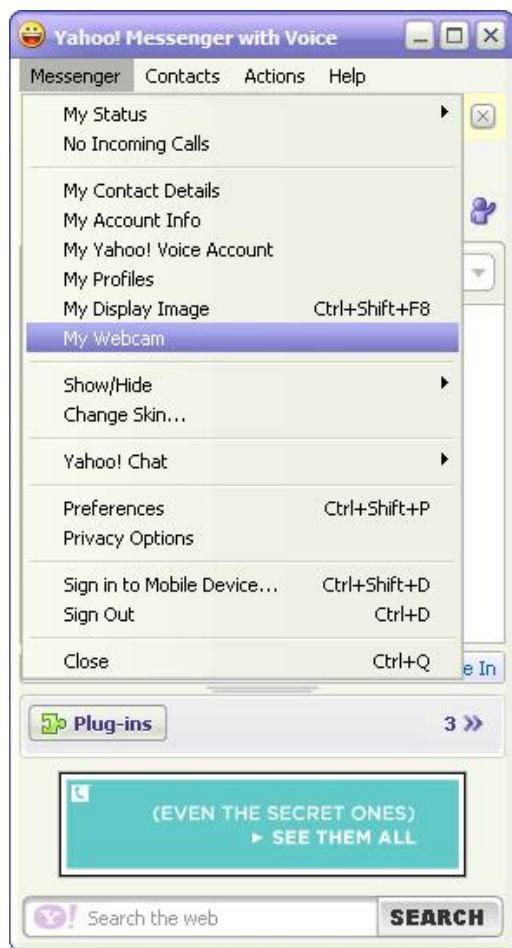 Yahoo! Messenger with Voice
Messenger Contacts Actions Help
My Status
No Incoming Calls
My Contact Details
My Account Info
My Yahoo! Voice Account
My Profiles
My Display Image Ctrl+Shift+F8
My Webcam
Show/Hide
Change Skin...
Yahoo! Chat
Preferences Ctrl+Shift+P
Privacy Options
Sign in to Mobile Device... Ctrl+Shift+D
Sign Out Ctrl+D
Close Ctrl+Q
e In
Plug-ins 3 »
(EVEN THE SECRET ONES)
► SEE THEM ALL
Y! Search the web SEARCH